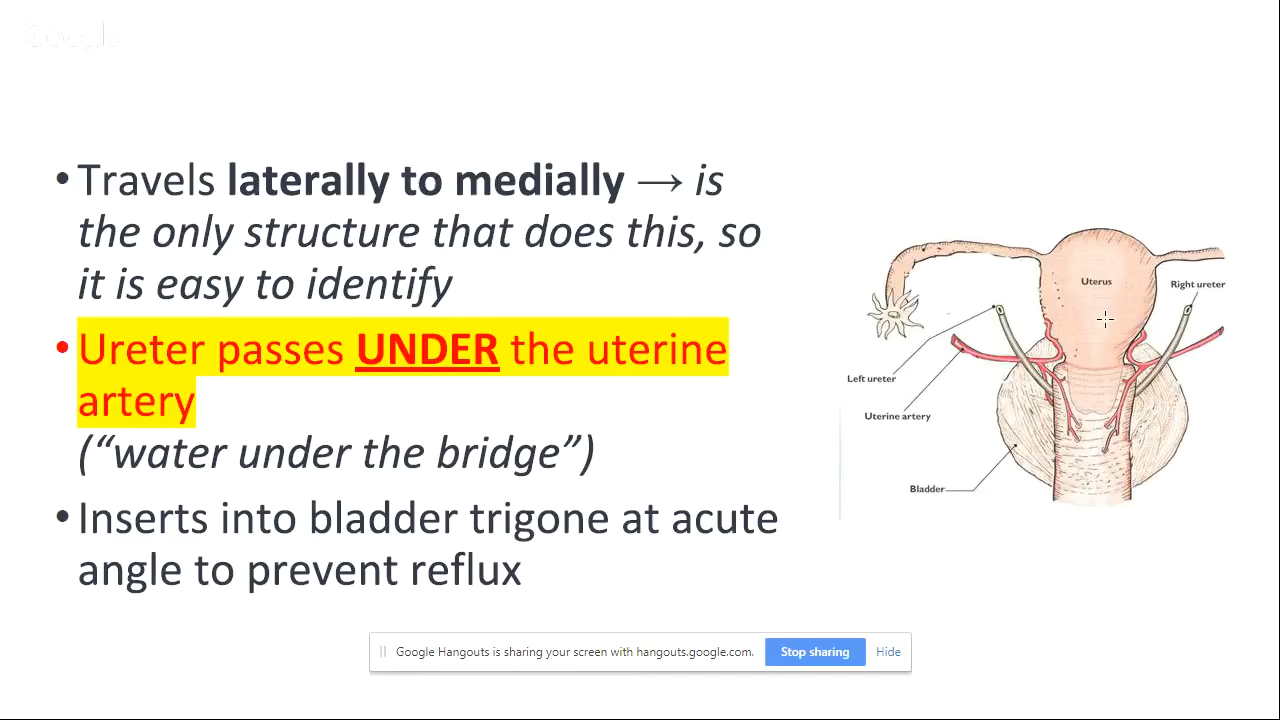 Google
• Travels laterally to medially → is
the only structure that does this, so
it is easy to identify
• Ureter passes UNDER the uterine
artery
(“water under the bridge”)
• Inserts into bladder trigone at acute
angle to prevent reflux
Uterus
Right ureter
Left ureter
Uterine artery
Bladder
Google Hangouts is sharing your screen with hangouts.google.com.
Stop sharing
Hide